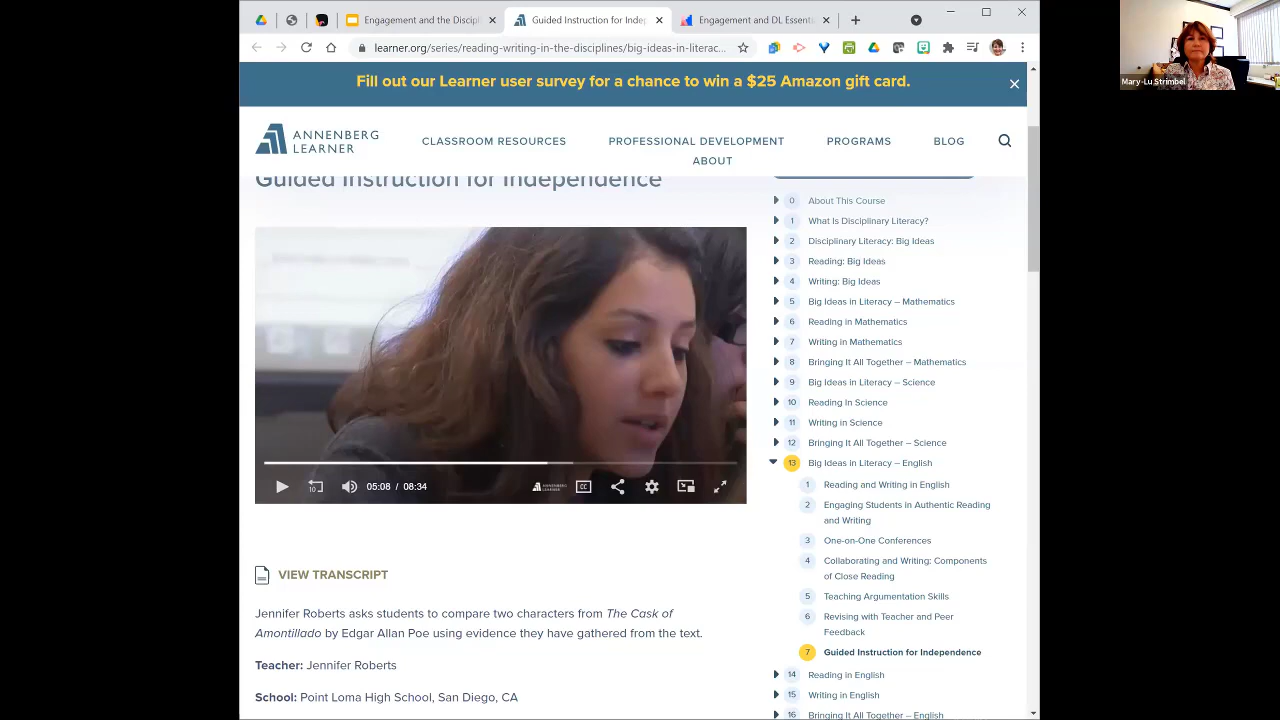 Engagement and the Discipl
Guided Instruction for Indep
Engagement and DL Essenti
learner.org/series/reading-writing-in-the-disciplines/big-ideas-in-literac...
Mary-Lu Strimbel
Fill out our Learner user survey for a chance to win a $25 Amazon gift card.
ANNENBERG
LEARNER
CLASSROOM RESOURCES
PROFESSIONAL DEVELOPMENT
PROGRAMS
BLOG
ABOUT
Guided Instruction for Independence
10
05:08 / 08:34
ANNENBERG
LEARNER
CC
VIEW TRANSCRIPT
Jennifer Roberts asks students to compare two characters from The Cask of
Amontillado by Edgar Allan Poe using evidence they have gathered from the text.
Teacher: Jennifer Roberts
School: Point Loma High School, San Diego, CA
0 About This Course
1 What Is Disciplinary Literacy?
2 Disciplinary Literacy: Big Ideas
3 Reading: Big Ideas
4 Writing: Big Ideas
5 Big Ideas in Literacy – Mathematics
6 Reading in Mathematics
7 Writing in Mathematics
8 Bringing It All Together – Mathematics
9 Big Ideas in Literacy – Science
10 Reading In Science
11 Writing in Science
12 Bringing It All Together – Science
13 Big Ideas in Literacy – English
1 Reading and Writing in English
2 Engaging Students in Authentic Reading
and Writing
3 One-on-One Conferences
4 Collaborating and Writing: Components
of Close Reading
5 Teaching Argumentation Skills
6 Revising with Teacher and Peer
Feedback
7 Guided Instruction for Independence
14 Reading in English
15 Writing in English
16 Bringing It All Together – English